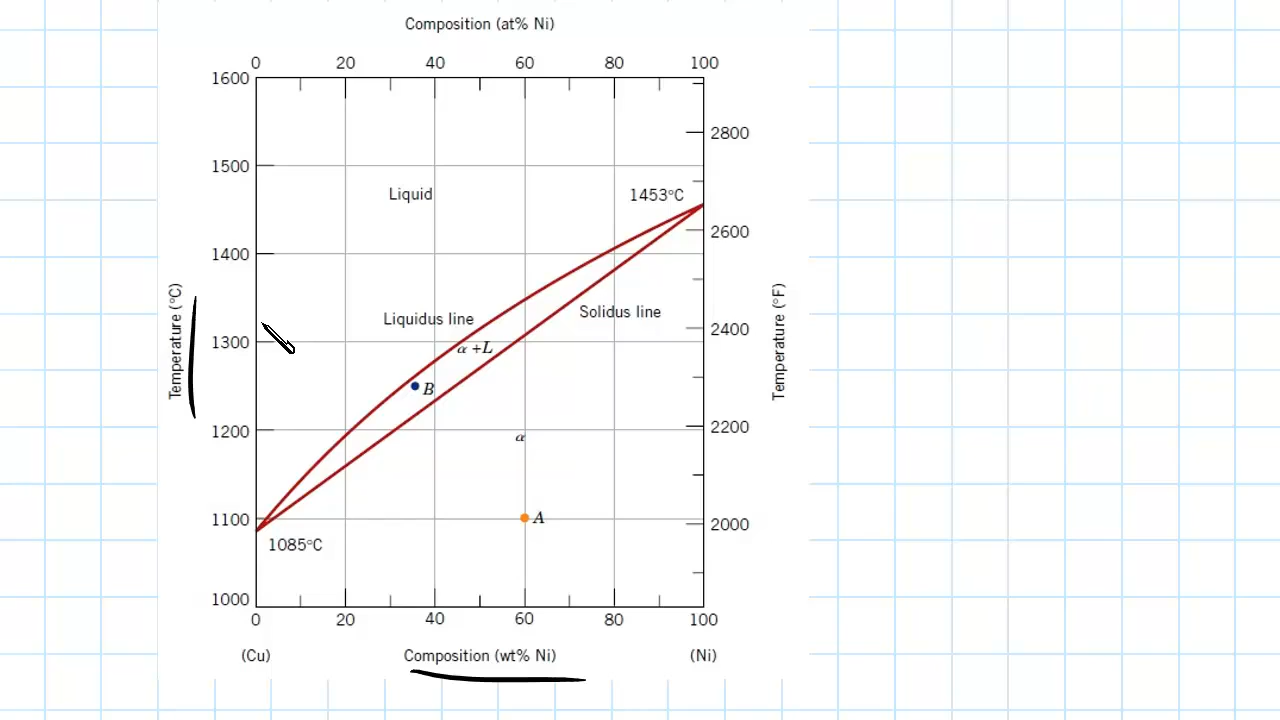 Composition (at% Ni)
0 20 40 60 80 100
1600
2800
1500
Liquid
1453°C
2600
1400
Temperature (°C)
Temperature (°F)
Liquidus line
Solidus line
2400
1300
α +L
B
1200
α
2200
1100
A
2000
1085°C
1000
0 20 40 60 80 100
(Cu)
Composition (wt% Ni)
(Ni)